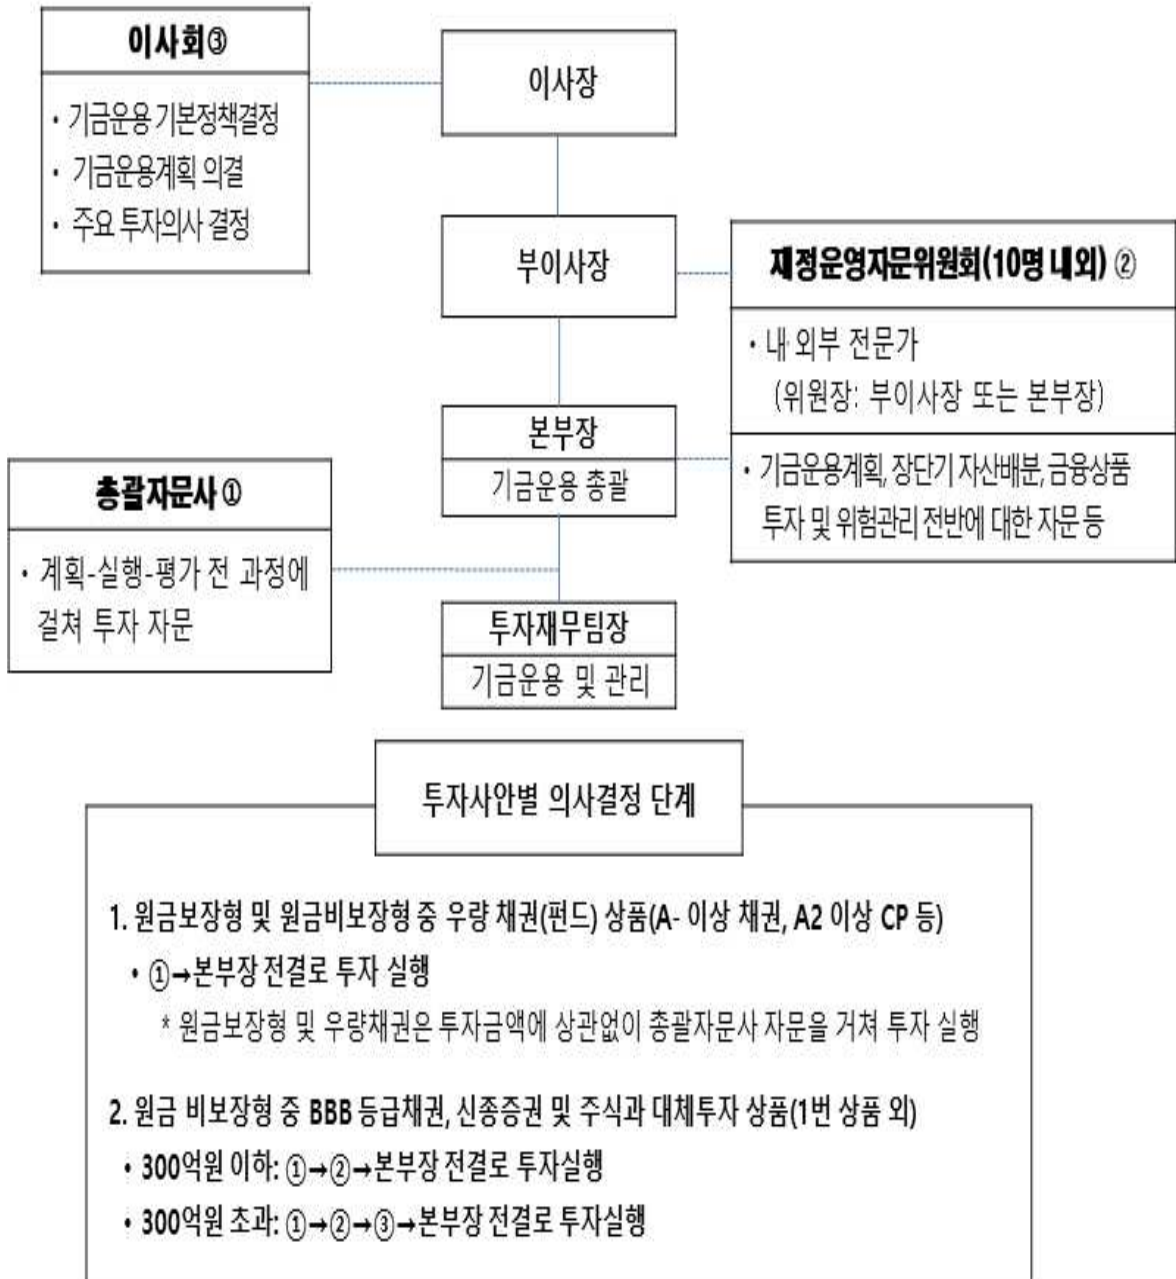 이사회③
• 기금운용 기본정책결정
• 기금운용계획 의결
• 주요 투자의사 결정
이사장
부이사장
재정운영자문위원회(10명 내외) ②
• 내·외부 전문가
(위원장: 부이사장 또는 본부장)
• 기금운용계획, 장단기 자산배분, 금융상품
투자 및 위험관리 전반에 대한 자문 등
본부장
기금운용 총괄
총괄자문사 ①
• 계획-실행-평가 전 과정에
걸쳐 투자 자문
투자재무팀장
기금운용 및 관리
투자사안별 의사결정 단계
1. 원금보장형 및 원금비보장형 중 우량 채권(펀드) 상품(A- 이상 채권, A2 이상 CP 등)
• ①→본부장 전결로 투자 실행
* 원금보장형 및 우량채권은 투자금액에 상관없이 총괄자문사 자문을 거쳐 투자 실행
2. 원금 비보장형 중 BBB 등급채권, 신종증권 및 주식과 대체투자 상품(1번 상품 외)
• 300억원 이하: ①→②→본부장 전결로 투자실행
• 300억원 초과: ①→②→③→본부장 전결로 투자실행